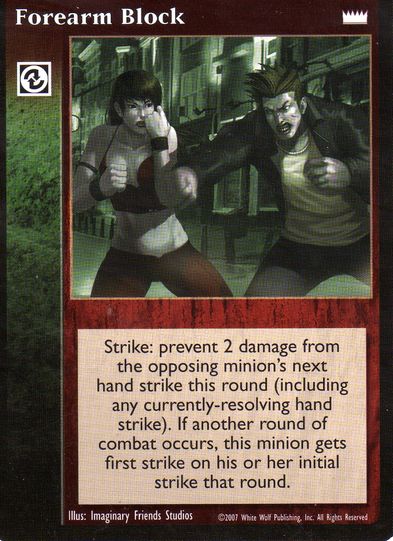 Forearm Block
Strike: prevent 2 damage from
the opposing minion's next
hand strike this round (including
any currently-resolving hand
strike). If another round of
combat occurs, this minion gets
first strike on his or her initial
strike that round.
Illus: Imaginary Friends Studios
©2007 White Wolf Publishing, Inc. All Rights Reserved